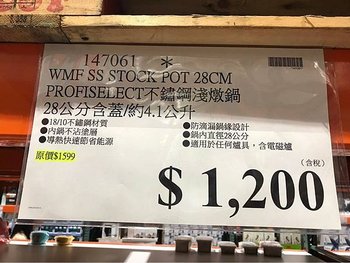 147061 *
WMF SS STOCK POT 28CM
PROFISELECT不鏽鋼淺燉鍋
28公分含蓋/約4.1公升
●18/10不鏽鋼材質
●內鍋不沾塗層
●導熱快速節省能源
●防滴漏鍋緣設計
●鍋內直徑28公分
●適用於任何爐具，含電磁爐
原價$1599
(含稅)
$ 1,200